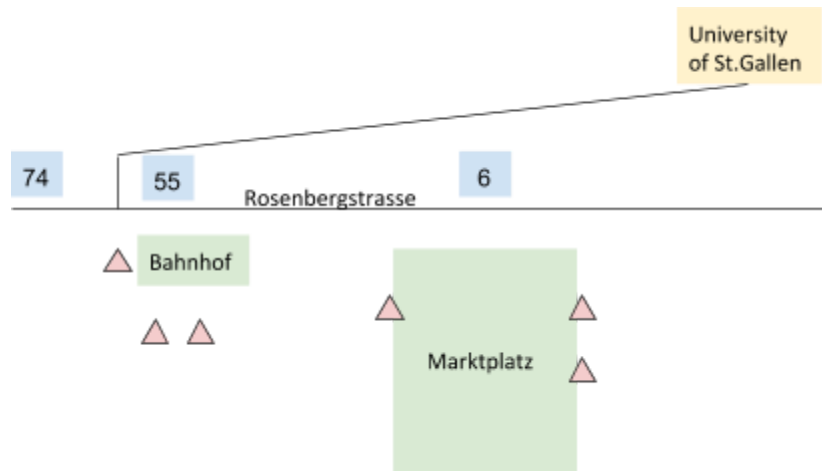 University
of St.Gallen
74
55
6
Rosenbergstrasse
Bahnhof
Marktplatz